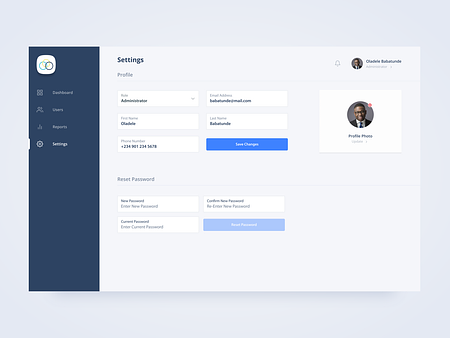 Settings
Oladele Babatunde
Administrator
Profile
Dashboard
Users
Reports
Settings
Role
Administrator
Email Address
babatunde@mail.com
First Name
Oladele
Last Name
Babatunde
Phone Number
+234 901 234 5678
Save Changes
Profile Photo
Update
Reset Password
New Password
Enter New Password
Confirm New Password
Re-Enter New Password
Current Password
Enter Current Password
Reset Password